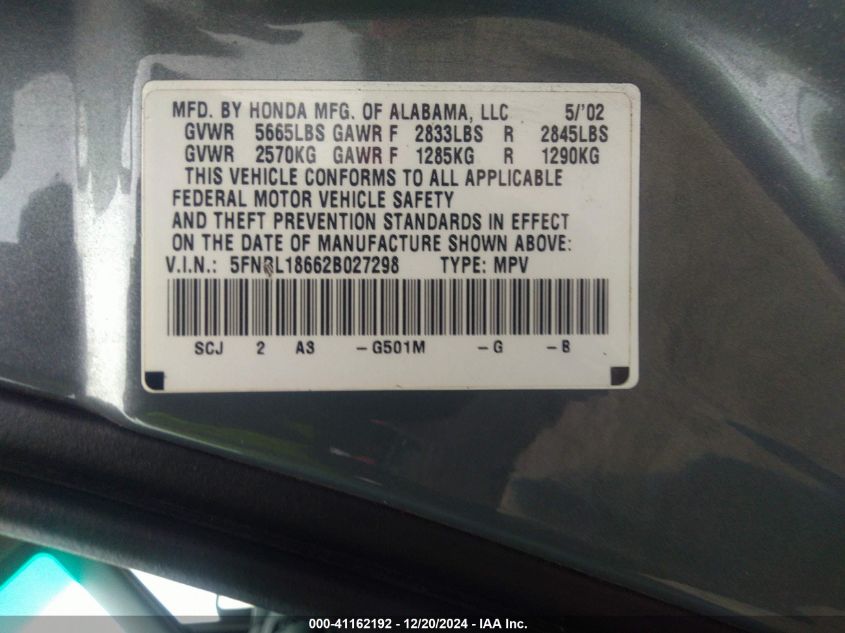 MFD. BY HONDA MFG. OF ALABAMA, LLC 5/'02
GVWR 5665LBS GAWR F 2833LBS R 2845LBS
GVWR 2570KG GAWR F 1285KG R 1290KG
THIS VEHICLE CONFORMS TO ALL APPLICABLE
FEDERAL MOTOR VEHICLE SAFETY
AND THEFT PREVENTION STANDARDS IN EFFECT
ON THE DATE OF MANUFACTURE SHOWN ABOVE:
V.I.N.: 5FNRL18662B027298 TYPE: MPV
SCJ 2 A3 -G501M -G -B
000-41162192 - 12/20/2024 - IAA Inc.